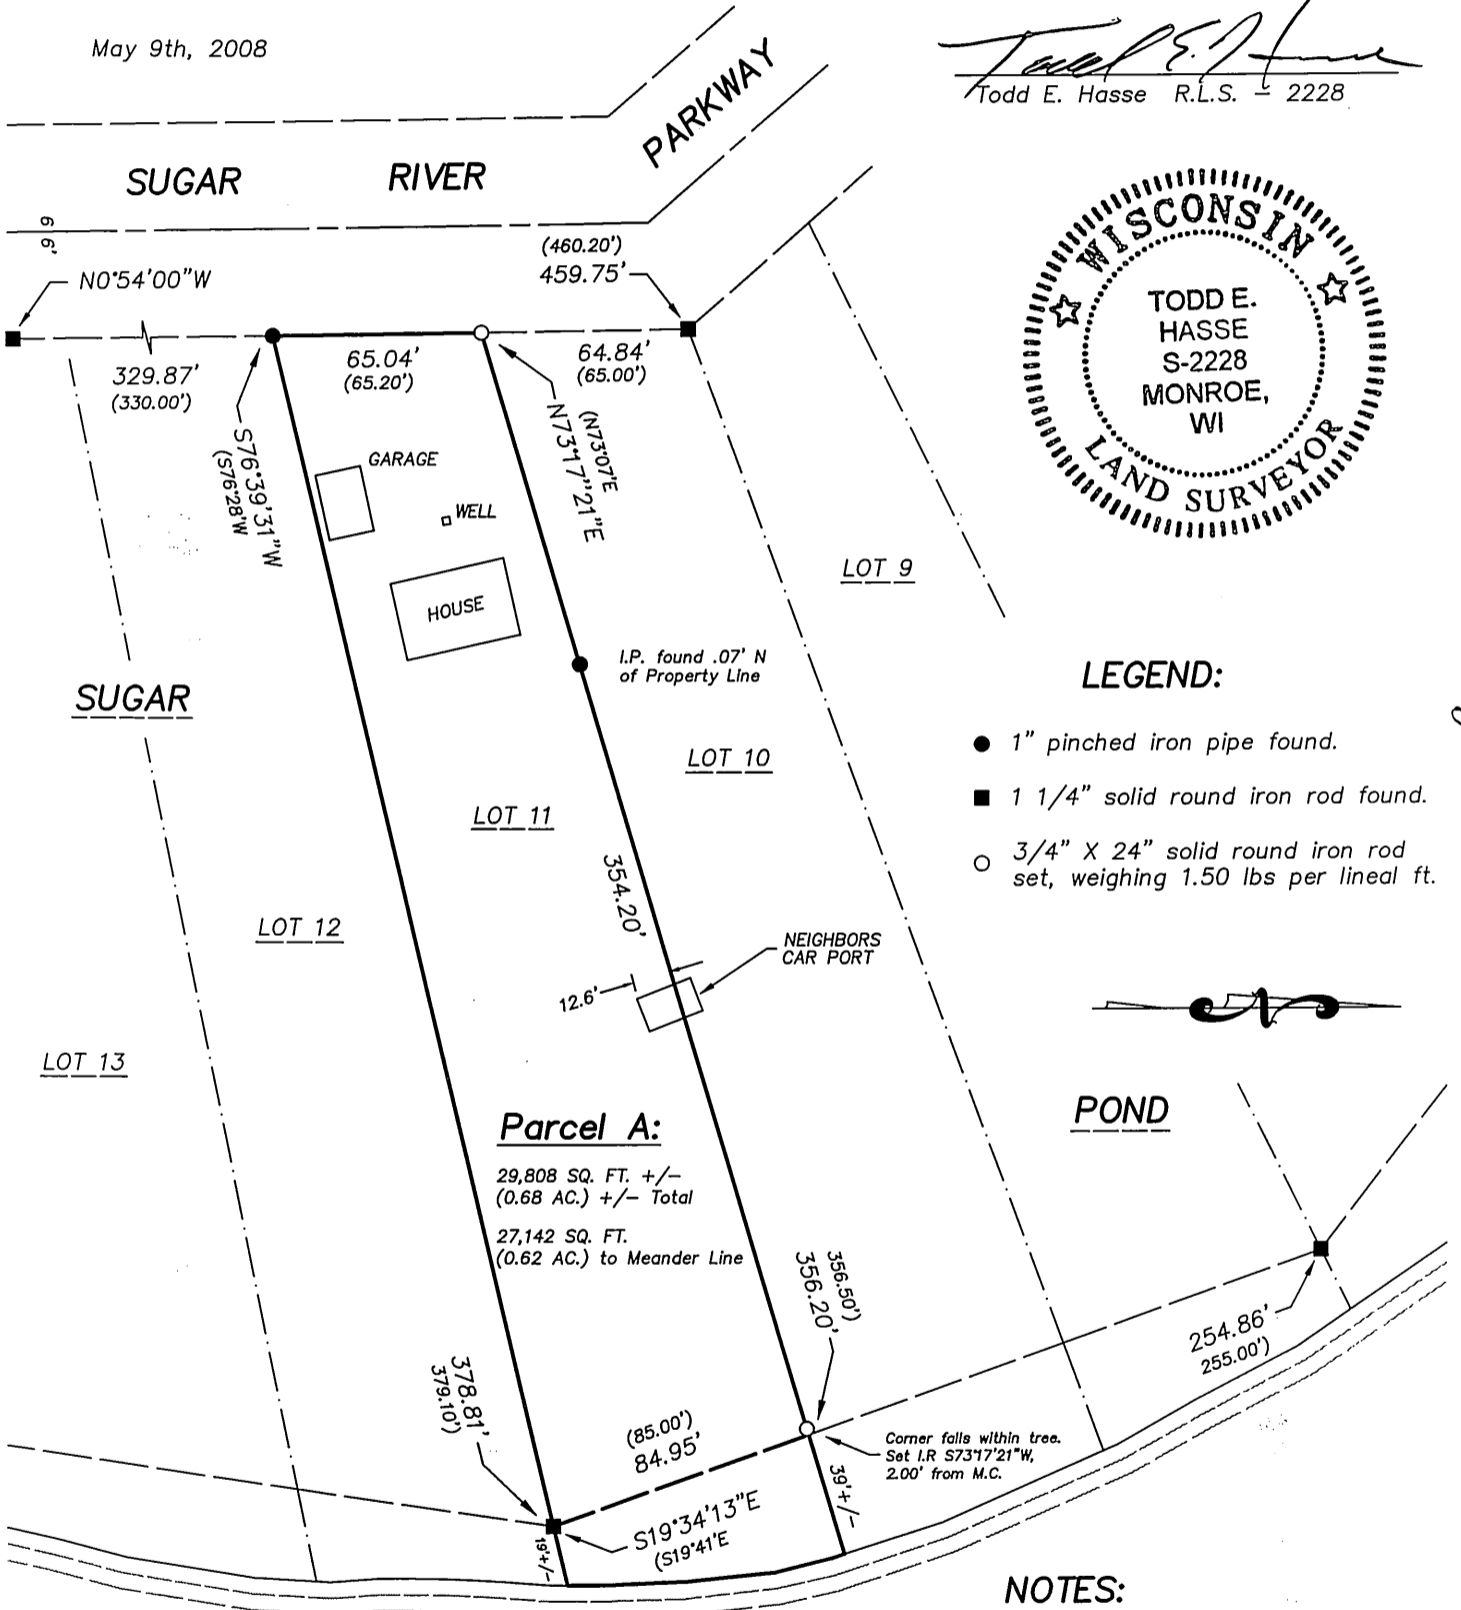 May 9th, 2008
Todd E. Hasse R.L.S. – 2228
PARKWAY
SUGAR RIVER
66'
(460.20')
459.75'
N0°54'00"W
329.87'
(330.00')
65.04'
(65.20')
64.84'
(65.00')
S76°39'31"W
(S76°28'W
(N73°07'E
N73°17'21"E
GARAGE
WELL
HOUSE
WISCONSIN
TODD E.
HASSE
S-2228
MONROE,
WI
LAND SURVEYOR
LOT 9
I.P. found .07' N
of Property Line
SUGAR
LEGEND:
1" pinched iron pipe found.
1 1/4" solid round iron rod found.
3/4" X 24" solid round iron rod
set, weighing 1.50 lbs per lineal ft.
LOT 10
LOT 11
354.20'
LOT 12
NEIGHBORS
CAR PORT
12.6'
LOT 13
POND
Parcel A:
29,808 SQ. FT. +/–
(0.68 AC.) +/– Total
27,142 SQ. FT.
(0.62 AC.) to Meander Line
356.50')
356.20'
254.86'
255.00')
378.81'
379.10')
(85.00')
84.95'
Corner falls within tree.
Set I.R S73°17'21"W,
2.00' from M.C.
39'+/–
19'+/–
S19°34'13"E
(S19°41'E
NOTES: